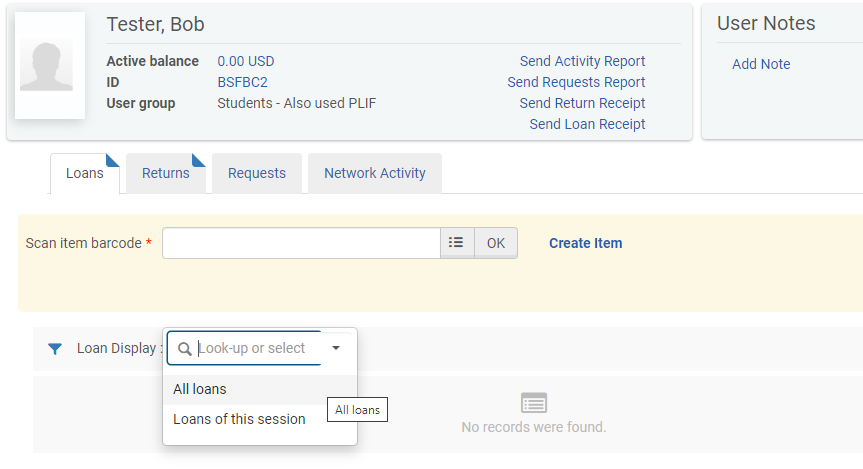 Tester, Bob
Active balance 0.00 USD Send Activity Report
ID BSFBC2 Send Requests Report
User group Students - Also used PLIF Send Return Receipt
Send Loan Receipt
User Notes
Add Note
Loans Returns Requests Network Activity
Scan item barcode * OK Create Item
Loan Display : Look-up or select
All loans
Loans of this session
All loans
No records were found.